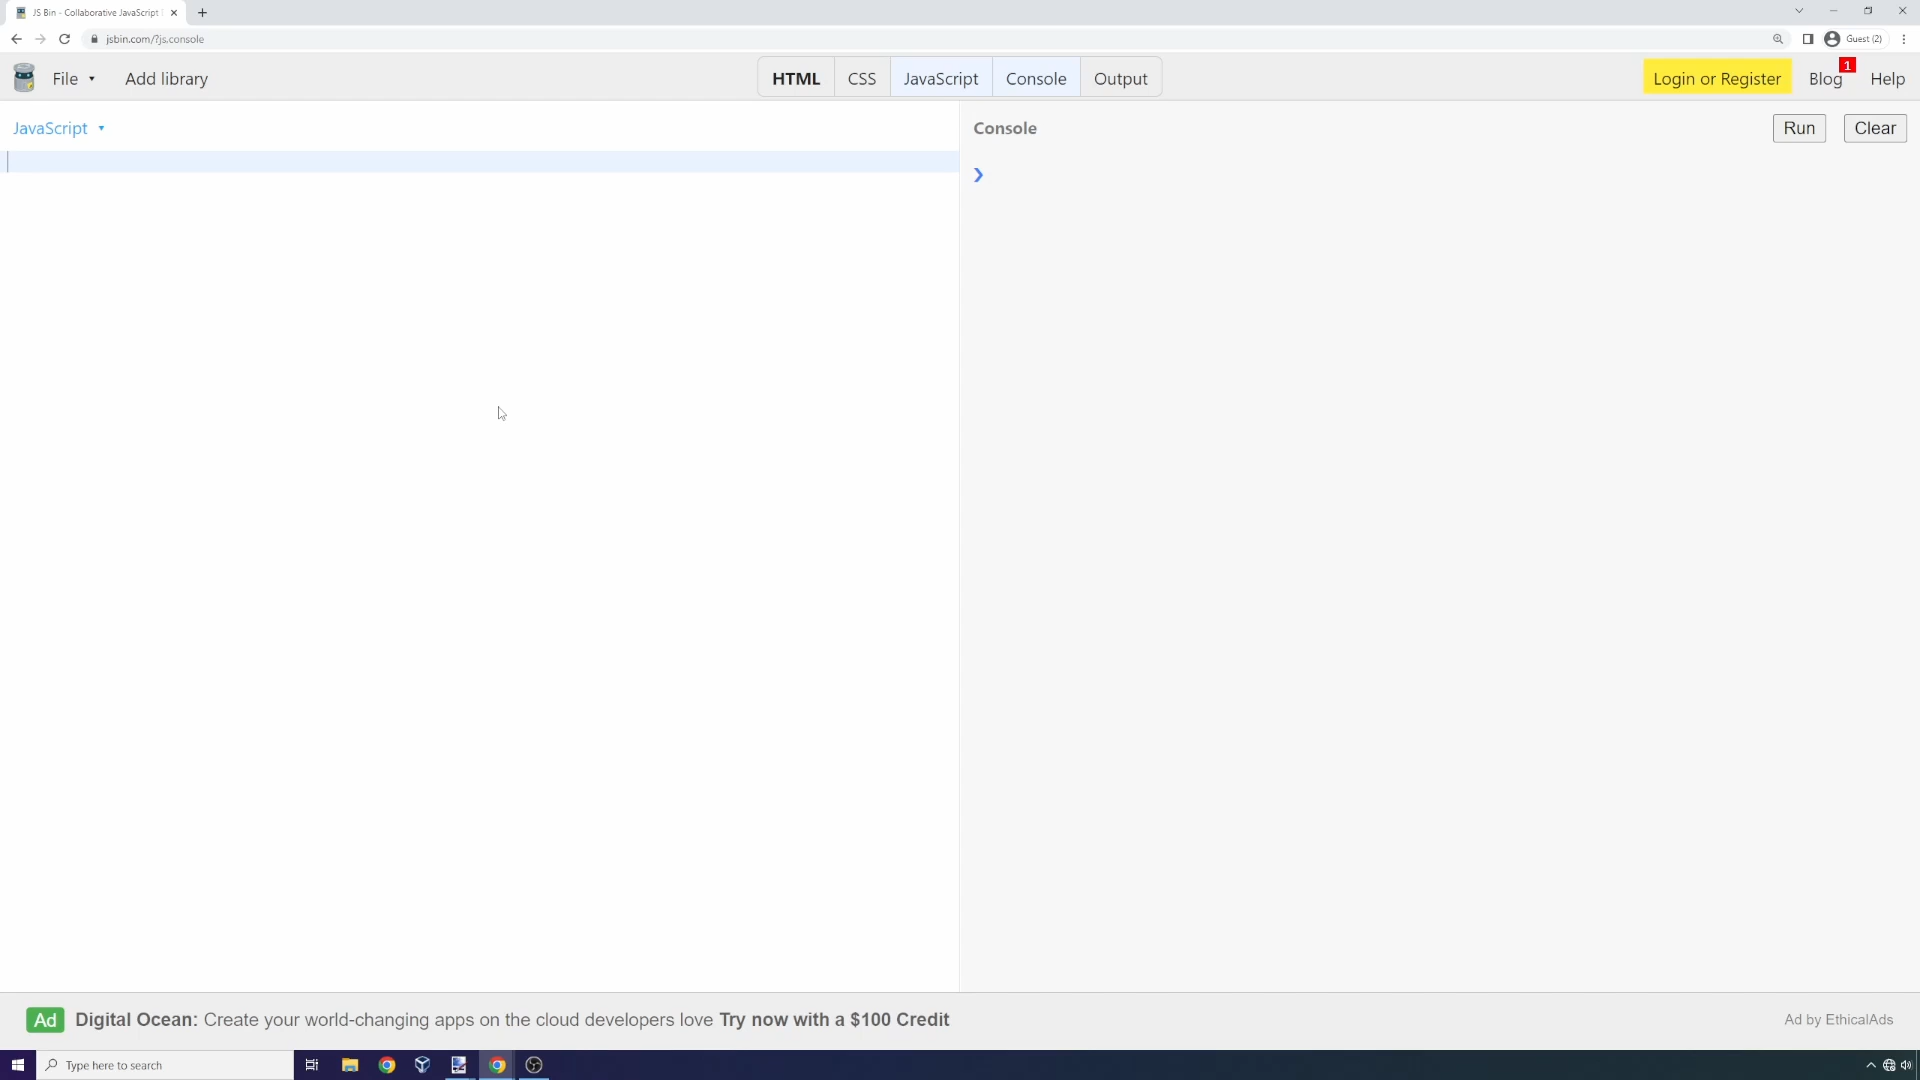 JS Bin - Collaborative JavaScript
jsbin.com/?js,console
Guest (2)
File
Add library
HTML
CSS
JavaScript
Console
Output
Login or Register
Blog
1
Help
JavaScript
Console
Run
Clear
Ad
Digital Ocean: Create your world-changing apps on the cloud developers love Try now with a $100 Credit
Ad by EthicalAds
Type here to search